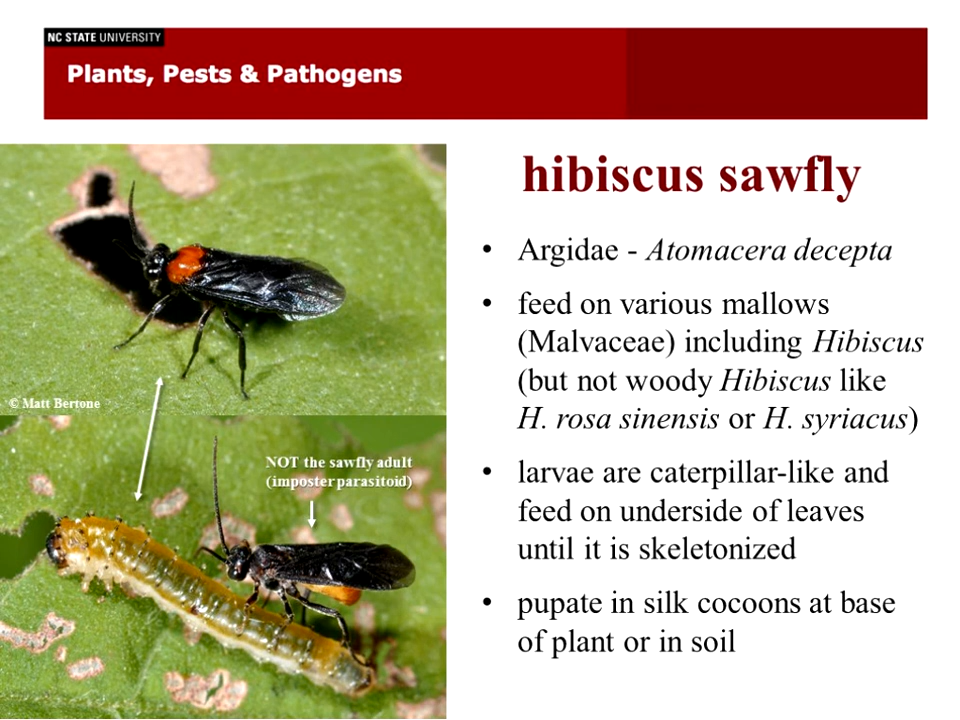 NC STATE UNIVERSITY
Plants, Pests & Pathogens
hibiscus sawfly
• Argidae - Atomacera decepta
• feed on various mallows
(Malvaceae) including Hibiscus
(but not woody Hibiscus like
H. rosa sinensis or H. syriacus)
• larvae are caterpillar-like and
feed on underside of leaves
until it is skeletonized
• pupate in silk cocoons at base
of plant or in soil
© Matt Bertone
NOT the sawfly adult
(imposter parasitoid)